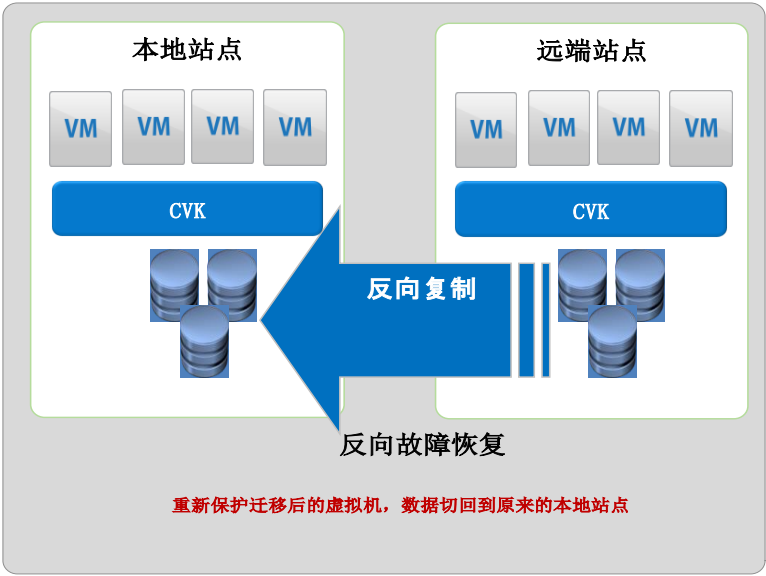 本地站点
远端站点
VM VM VM VM
VM VM VM VM
CVK
CVK
反向复制
反向故障恢复
重新保护迁移后的虚拟机，数据切回到原来的本地站点